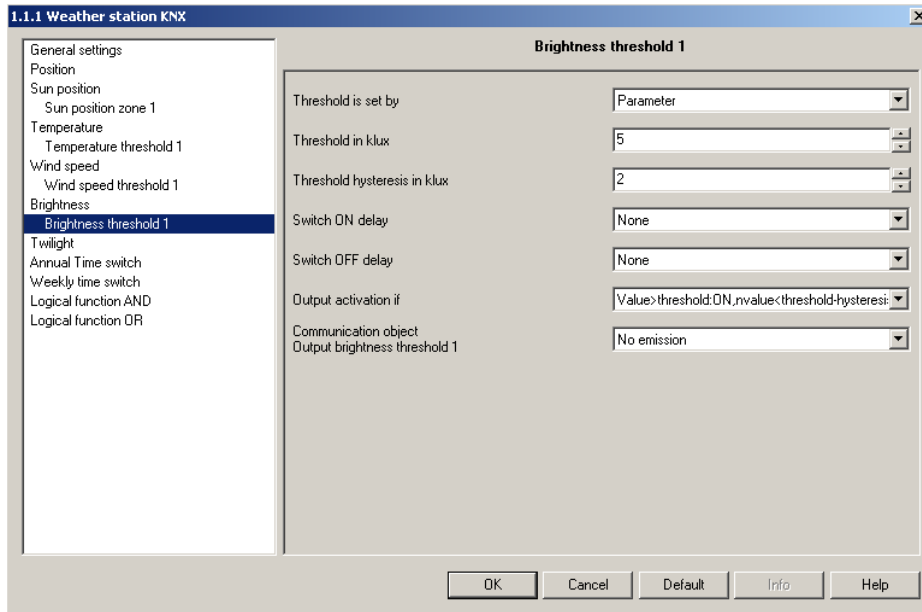 1.1.1 Weather station KNX
General settings
Position
Sun position
Sun position zone 1
Temperature
Temperature threshold 1
Wind speed
Wind speed threshold 1
Brightness
Brightness threshold 1
Twilight
Annual Time switch
Weekly time switch
Logical function AND
Logical function OR
Brightness threshold 1
Threshold is set by
Parameter
Threshold in klux
5
Threshold hysteresis in klux
2
Switch ON delay
None
Switch OFF delay
None
Output activation if
Value>threshold:ON,nvalue<threshold-hysteresi
Communication object
Output brightness threshold 1
No emission
OK
Cancel
Default
Info
Help